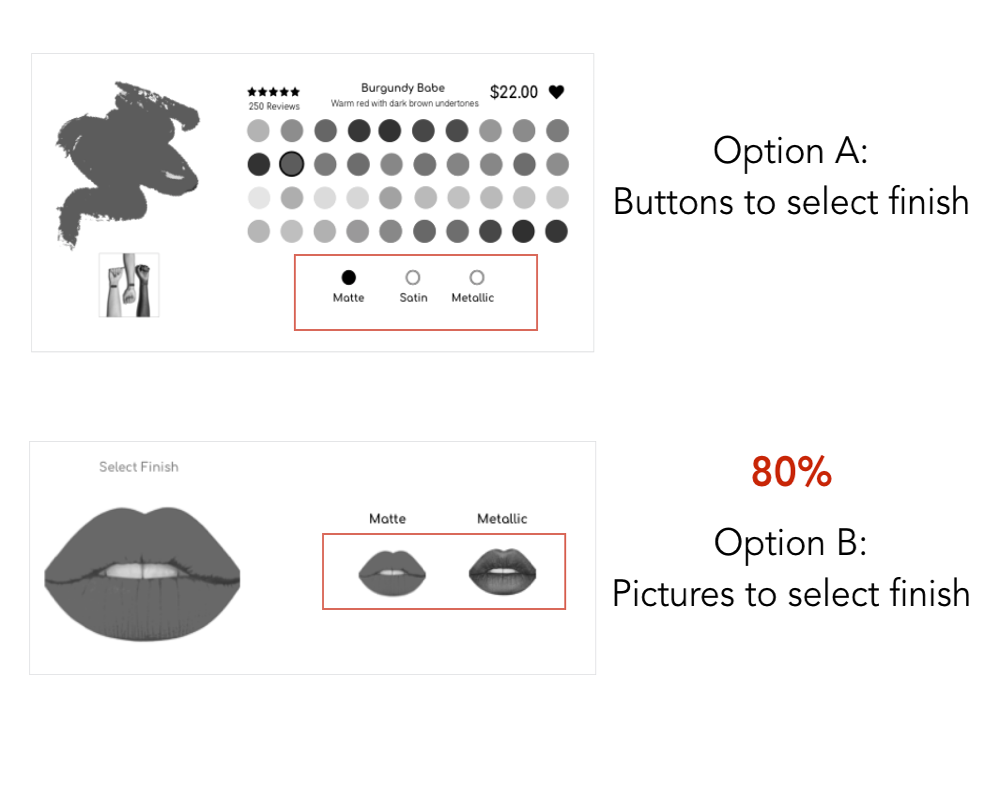 Burgundy Babe
$22.00
250 Reviews
Warm red with dark brown undertones
Matte
Satin
Metallic
Option A:
Buttons to select finish
Select Finish
Matte
Metallic
80%
Option B:
Pictures to select finish